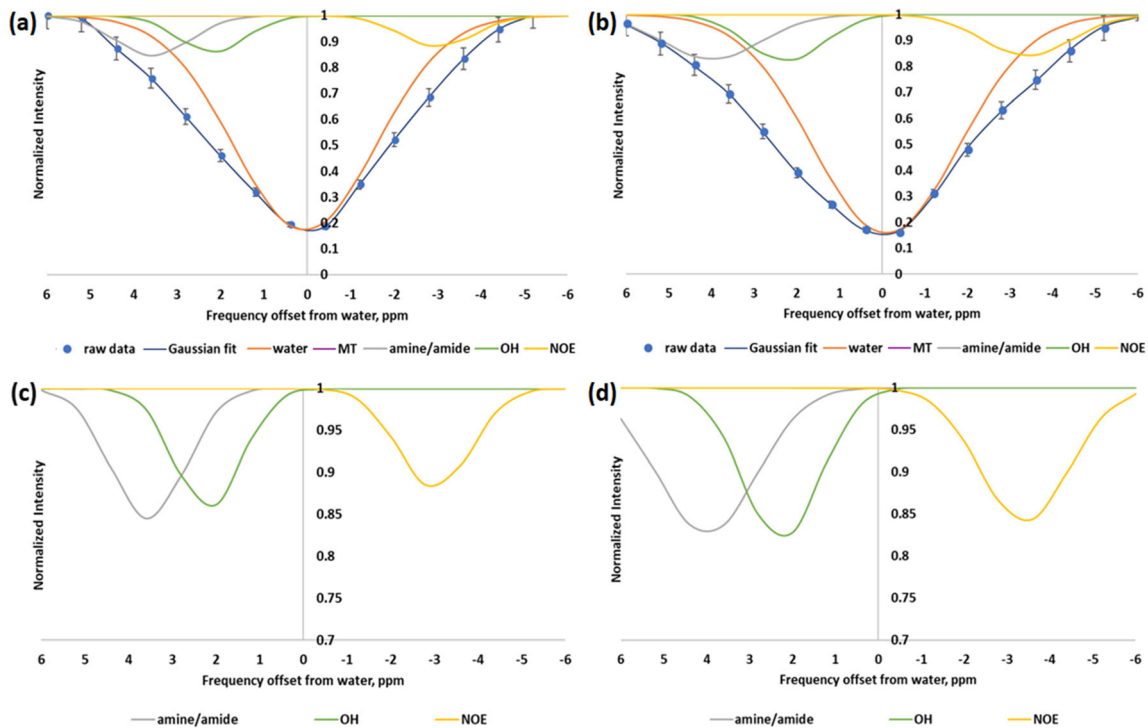 (a)
Normalized Intensity
1
0.9
0.8
0.7
0.6
0.5
0.4
0.3
0.2
0.1
0
6 5 4 3 2 1 0 -1 -2 -3 -4 -5 -6
Frequency offset from water, ppm
raw data Gaussian fit water MT amine/amide OH NOE
(b)
Normalized Intensity
1
0.9
0.8
0.7
0.6
0.5
0.4
0.3
0.2
0.1
0
6 5 4 3 2 1 0 -1 -2 -3 -4 -5 -6
Frequency offset from water, ppm
raw data Gaussian fit water MT amine/amide OH NOE
(c)
Normalized Intensity
1
0.95
0.9
0.85
0.8
0.75
0.7
6 5 4 3 2 1 0 -1 -2 -3 -4 -5 -6
Frequency offset from water, ppm
amine/amide OH NOE
(d)
Normalized Intensity
1
0.95
0.9
0.85
0.8
0.75
0.7
6 5 4 3 2 1 0 -1 -2 -3 -4 -5 -6
Frequency offset from water, ppm
amine/amide OH NOE